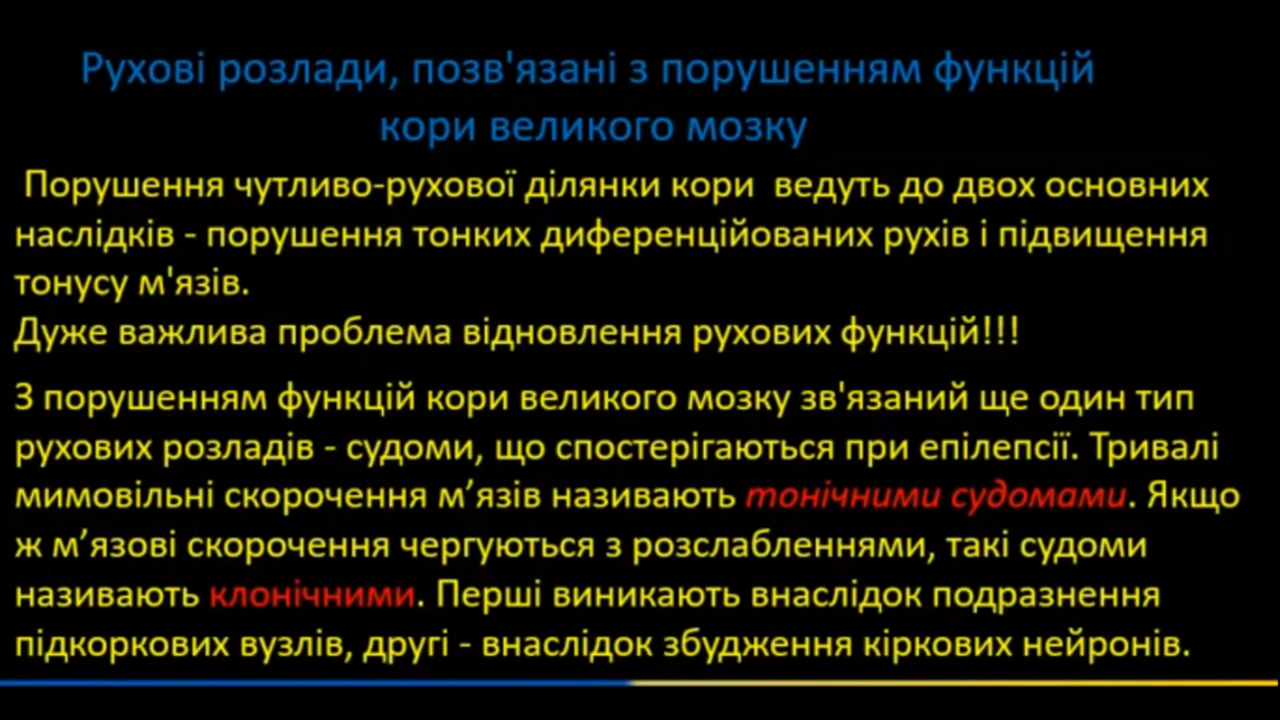 Рухові розлади, позв'язані з порушенням функцій
кори великого мозку
Порушення чутливо-рухової ділянки кори ведуть до двох основних
наслідків - порушення тонких диференційованих рухів і підвищення
тонусу м'язів.
Дуже важлива проблема відновлення рухових функцій!!!
З порушенням функцій кори великого мозку зв'язаний ще один тип
рухових розладів - судоми, що спостерігаються при епілепсії. Тривалі
мимовільні скорочення м’язів називають тонічними судомами. Якщо
ж м’язові скорочення чергуються з розслабленнями, такі судоми
називають клонічними. Перші виникають внаслідок подразнення
підкоркових вузлів, другі - внаслідок збудження кіркових нейронів.